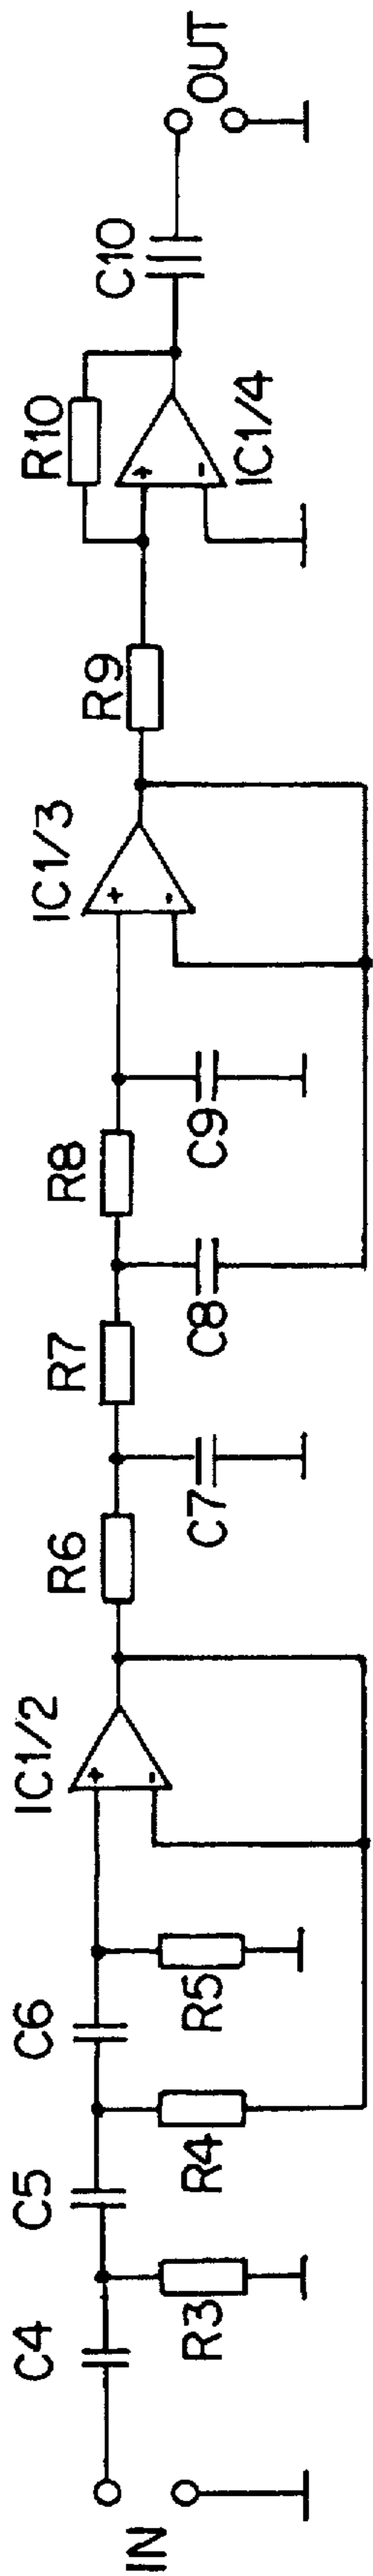 IN
C4
R3
C5
R4
C6
R5
IC1/2
+
-
R6
C7
R7
C8
R8
C9
IC1/3
+
-
R9
R10
+
-
IC1/4
C10
OUT